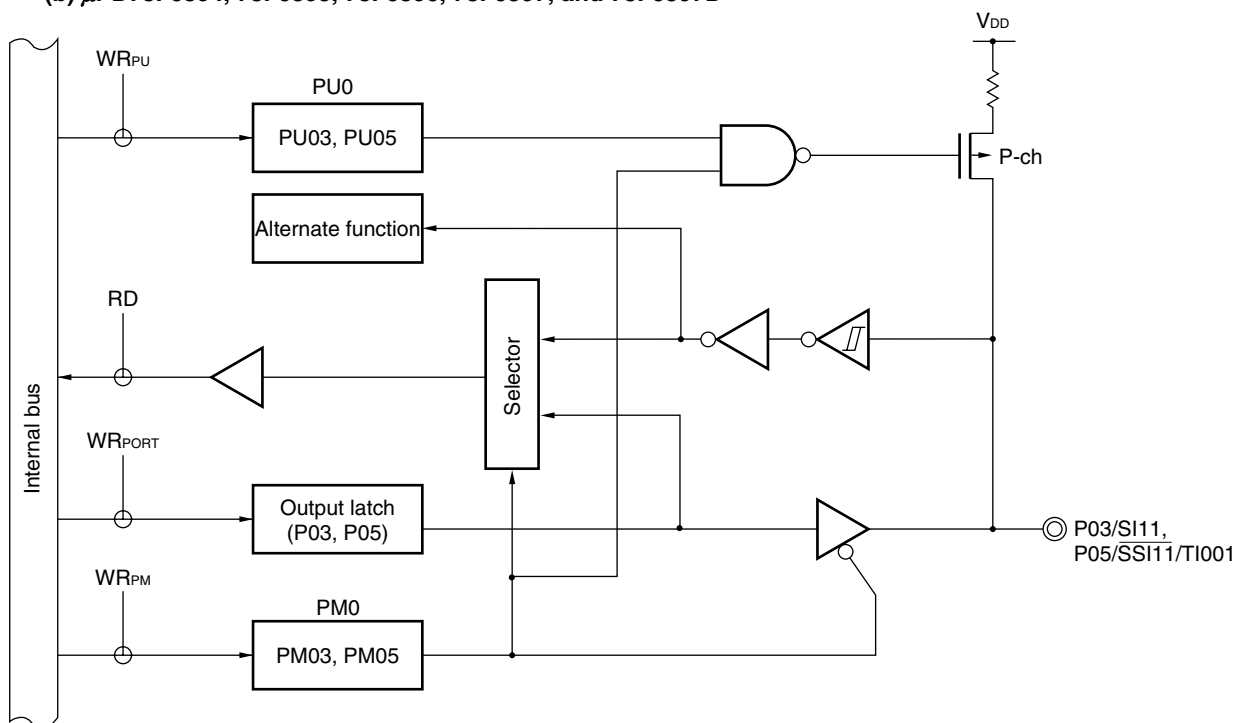 VDD
WRPU
PU0
PU03, PU05
P-ch
Alternate function
RD
Selector
Internal bus
WRPORT
Output latch
(P03, P05)
P03/SI11,
P05/SSI11/TI001
WRPM
PM0
PM03, PM05